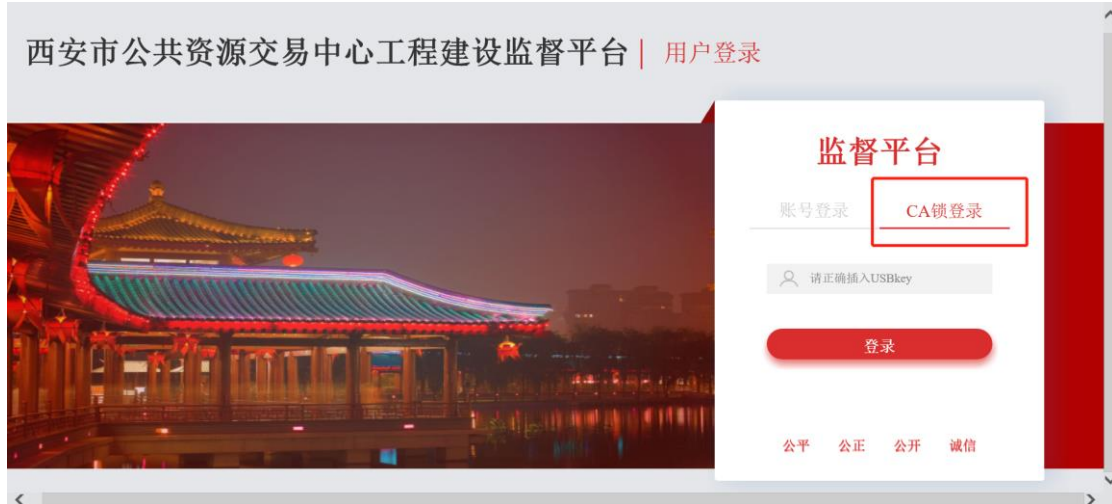 西安市公共资源交易中心工程建设监督平台| 用户登录
监督平台
账号登录 CA锁登录
请正确插入USBkey
登录
公平 公正 公开 诚信